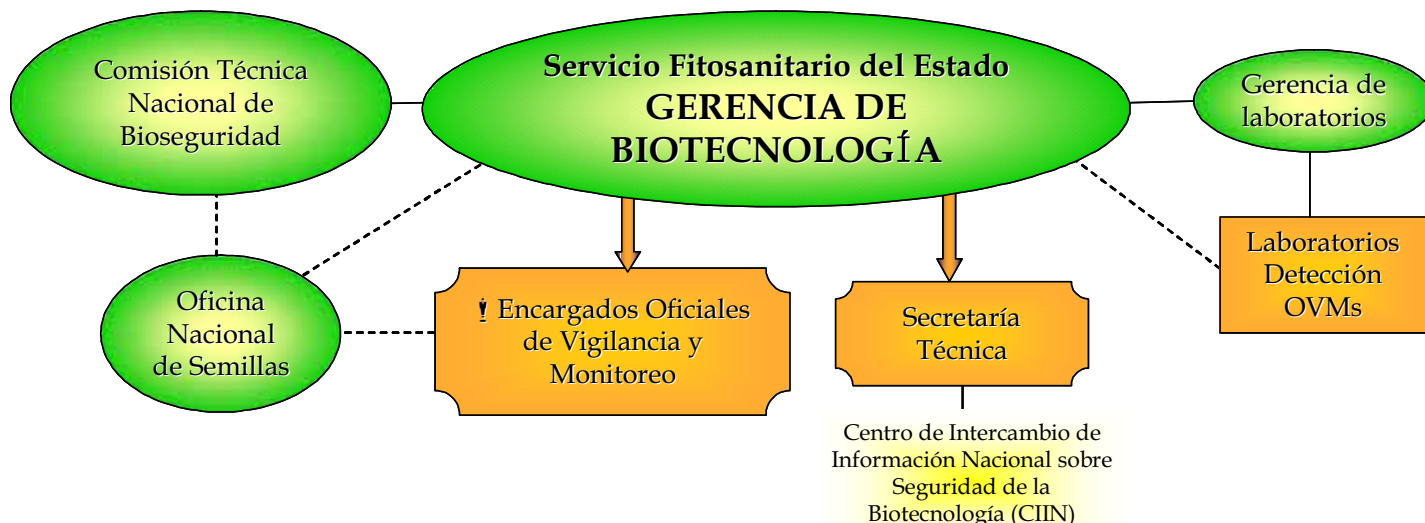 Comisión Técnica
Nacional de
Bioseguridad
Servicio Fitosanitario del Estado
GERENCIA DE
BIOTECNOLOGÍA
Gerencia de
laboratorios
Oficina
Nacional
de Semillas
Encargados Oficiales
de Vigilancia y
Monitoreo
Secretaría
Técnica
Laboratorios
Detección
OVMs
Centro de Intercambio de
Información Nacional sobre
Seguridad de la
Biotecnología (CIIN)